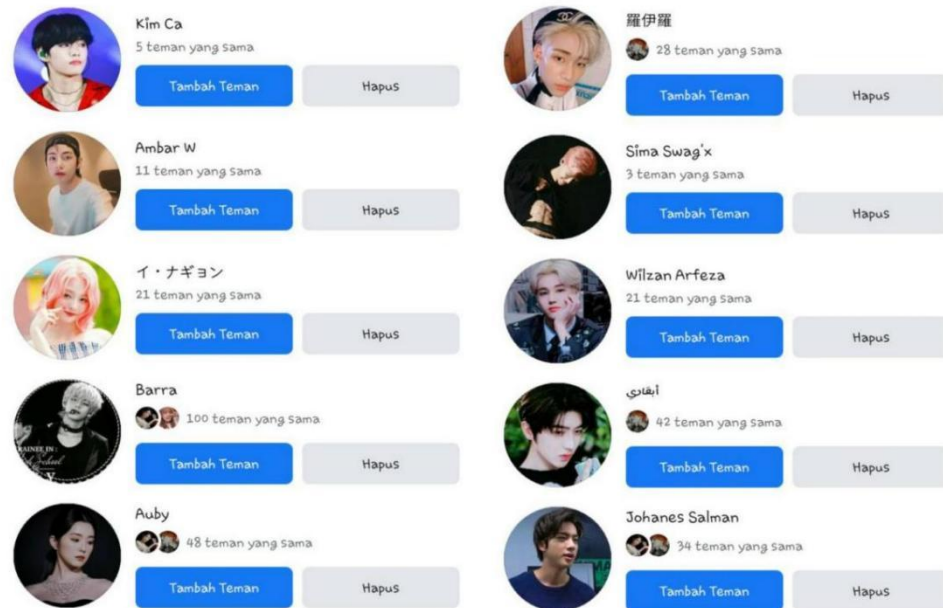 Kim Ca
5 teman yang sama
Tambah Teman
Hapus
Ambar W
11 teman yang sama
Tambah Teman
Hapus
イ・ナギョン
21 teman yang sama
Tambah Teman
Hapus
Barra
100 teman yang sama
Tambah Teman
Hapus
Auby
48 teman yang sama
Tambah Teman
Hapus
羅伊羅
28 teman yang sama
Tambah Teman
Hapus
Sima Swag'x
3 teman yang sama
Tambah Teman
Hapus
Wilzan Arfeza
21 teman yang sama
Tambah Teman
Hapus
أبقاري
42 teman yang sama
Tambah Teman
Hapus
Johanes Salman
34 teman yang sama
Tambah Teman
Hapus